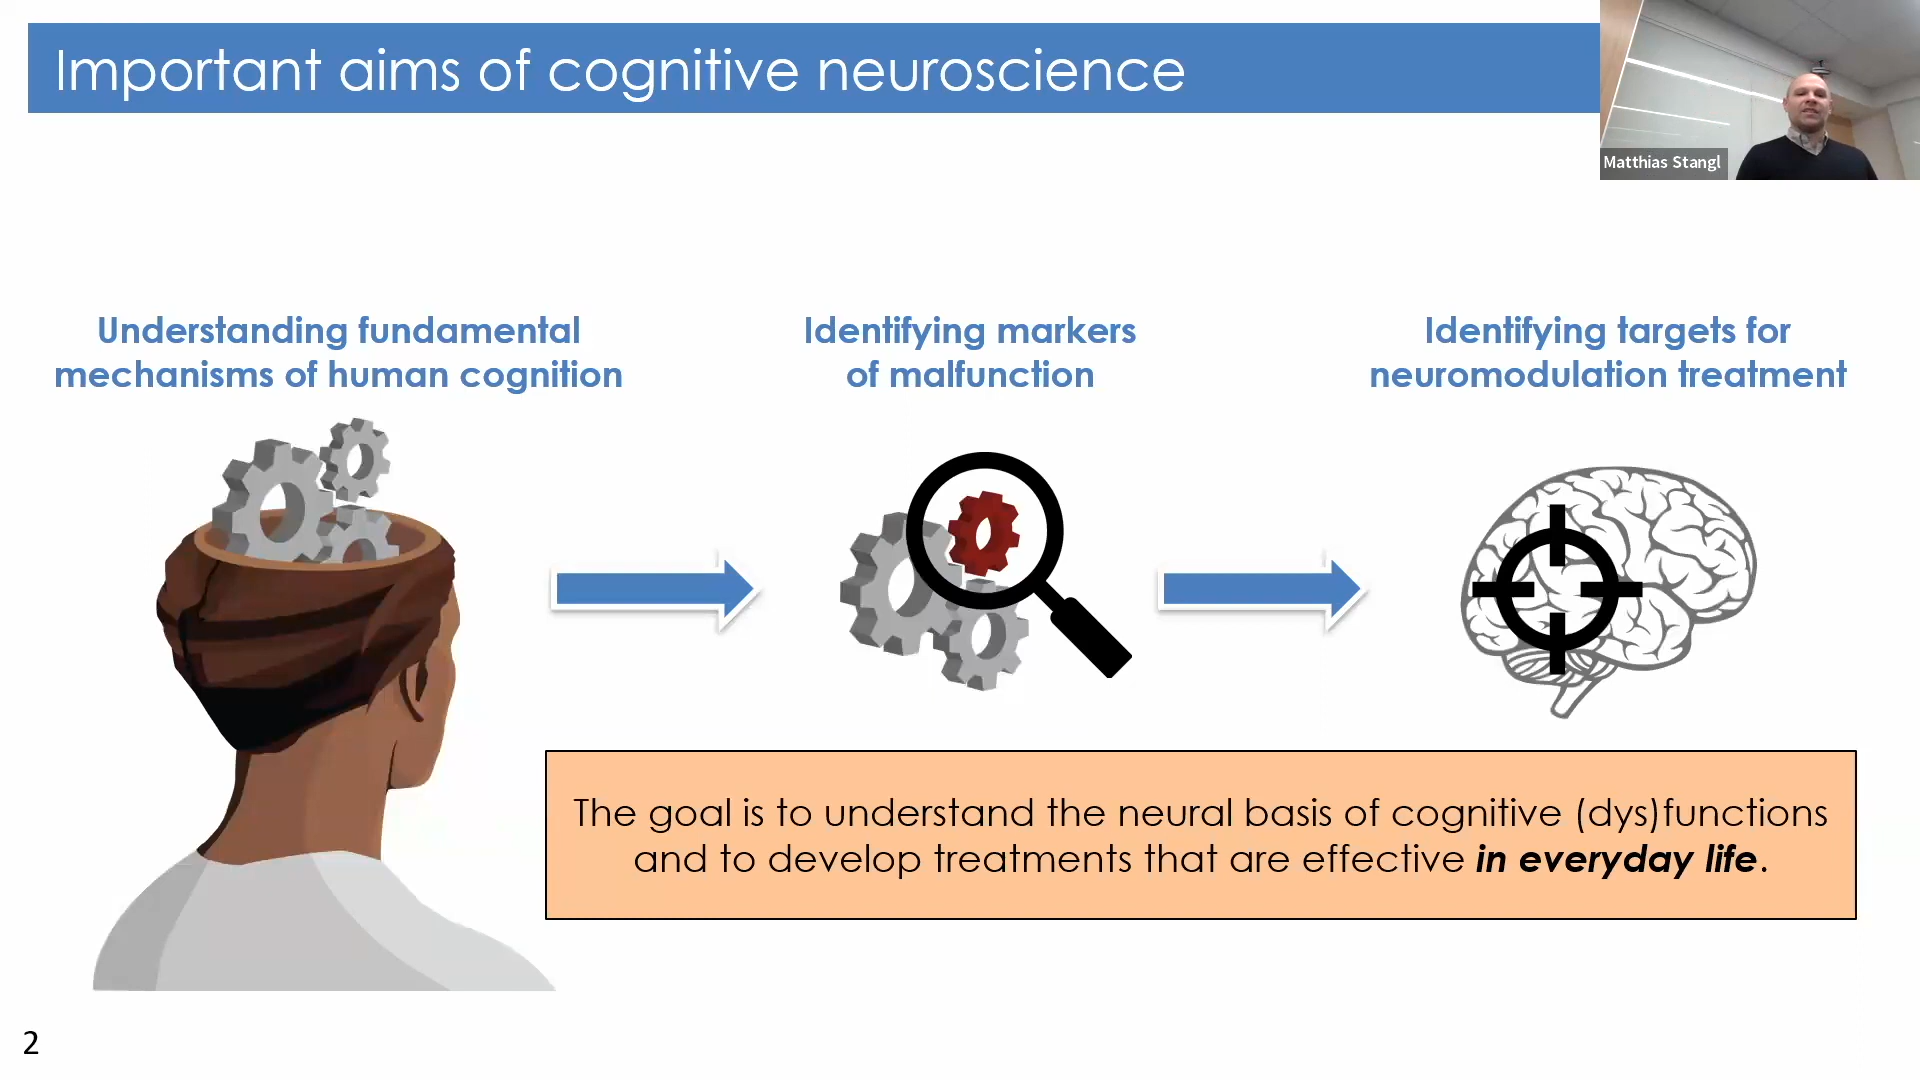 Important aims of cognitive neuroscience
Matthias Stangl
Understanding fundamental
mechanisms of human cognition
Identifying markers
of malfunction
Identifying targets for
neuromodulation treatment
The goal is to understand the neural basis of cognitive (dys)functions
and to develop treatments that are effective in everyday life.
2